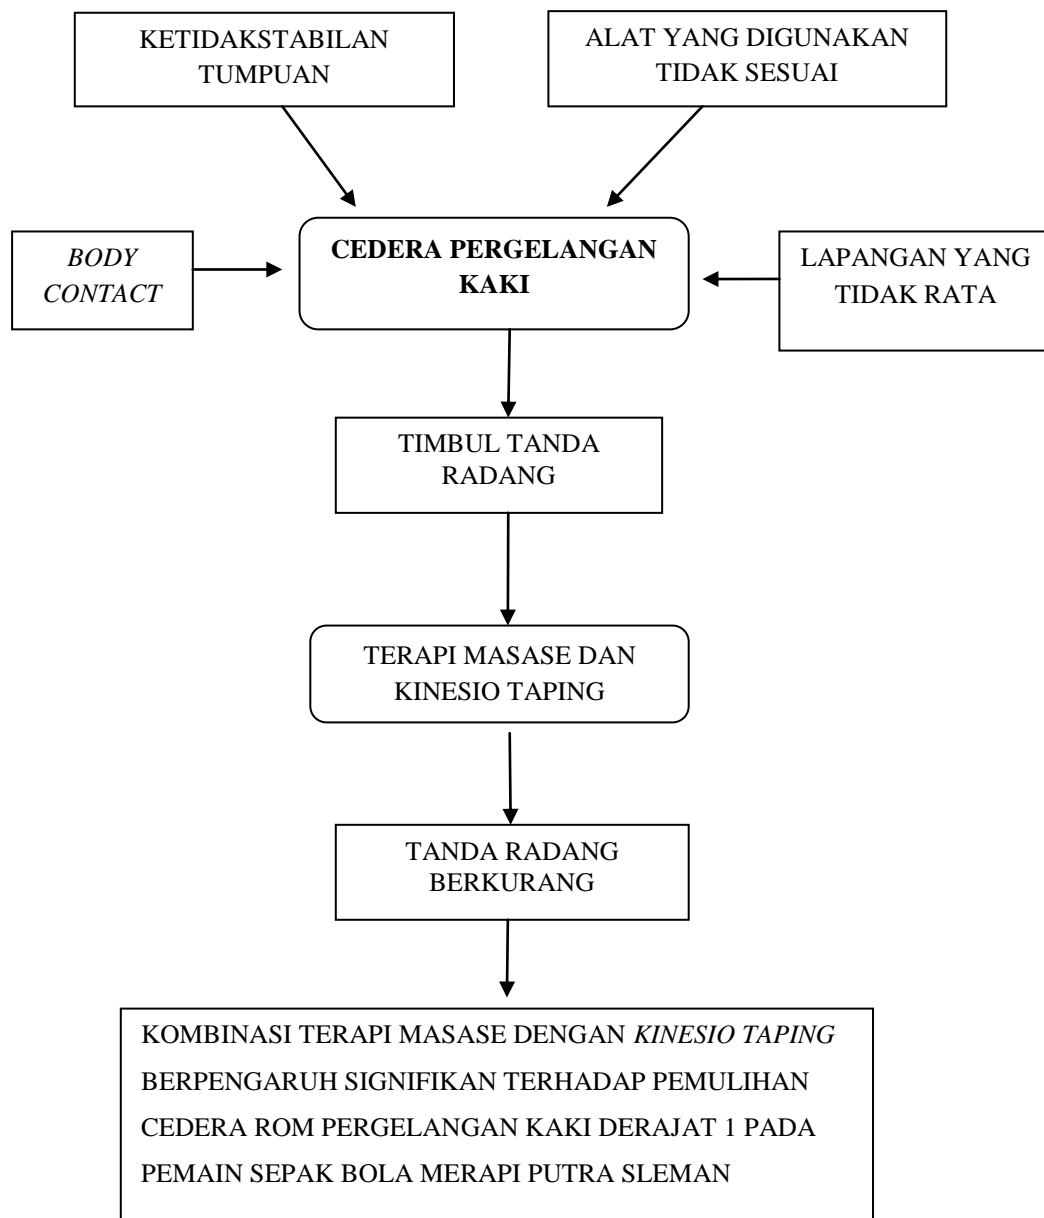 KETIDAKSTABILAN
TUMPUAN
ALAT YANG DIGUNAKAN
TIDAK SESUAI
BODY
CONTACT
CEDERA PERGELANGAN
KAKI
LAPANGAN YANG
TIDAK RATA
TIMBUL TANDA
RADANG
TERAPI MASASE DAN
KINESIO TAPING
TANDA RADANG
BERKURANG
KOMBINASI TERAPI MASASE DENGAN KINESIO TAPING
BERPENGARUH SIGNIFIKAN TERHADAP PEMULIHAN
CEDERA ROM PERGELANGAN KAKI DERAJAT 1 PADA
PEMAIN SEPAK BOLA MERAPI PUTRA SLEMAN